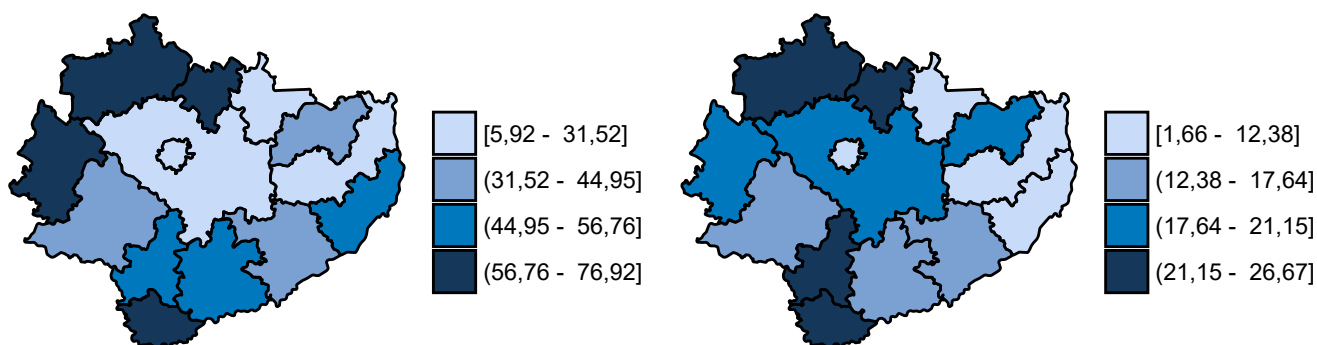 [5,92 - 31,52]
(31,52 - 44,95]
(44,95 - 56,76]
(56,76 - 76,92]
[1,66 - 12,38]
(12,38 - 17,64]
(17,64 - 21,15]
(21,15 - 26,67]